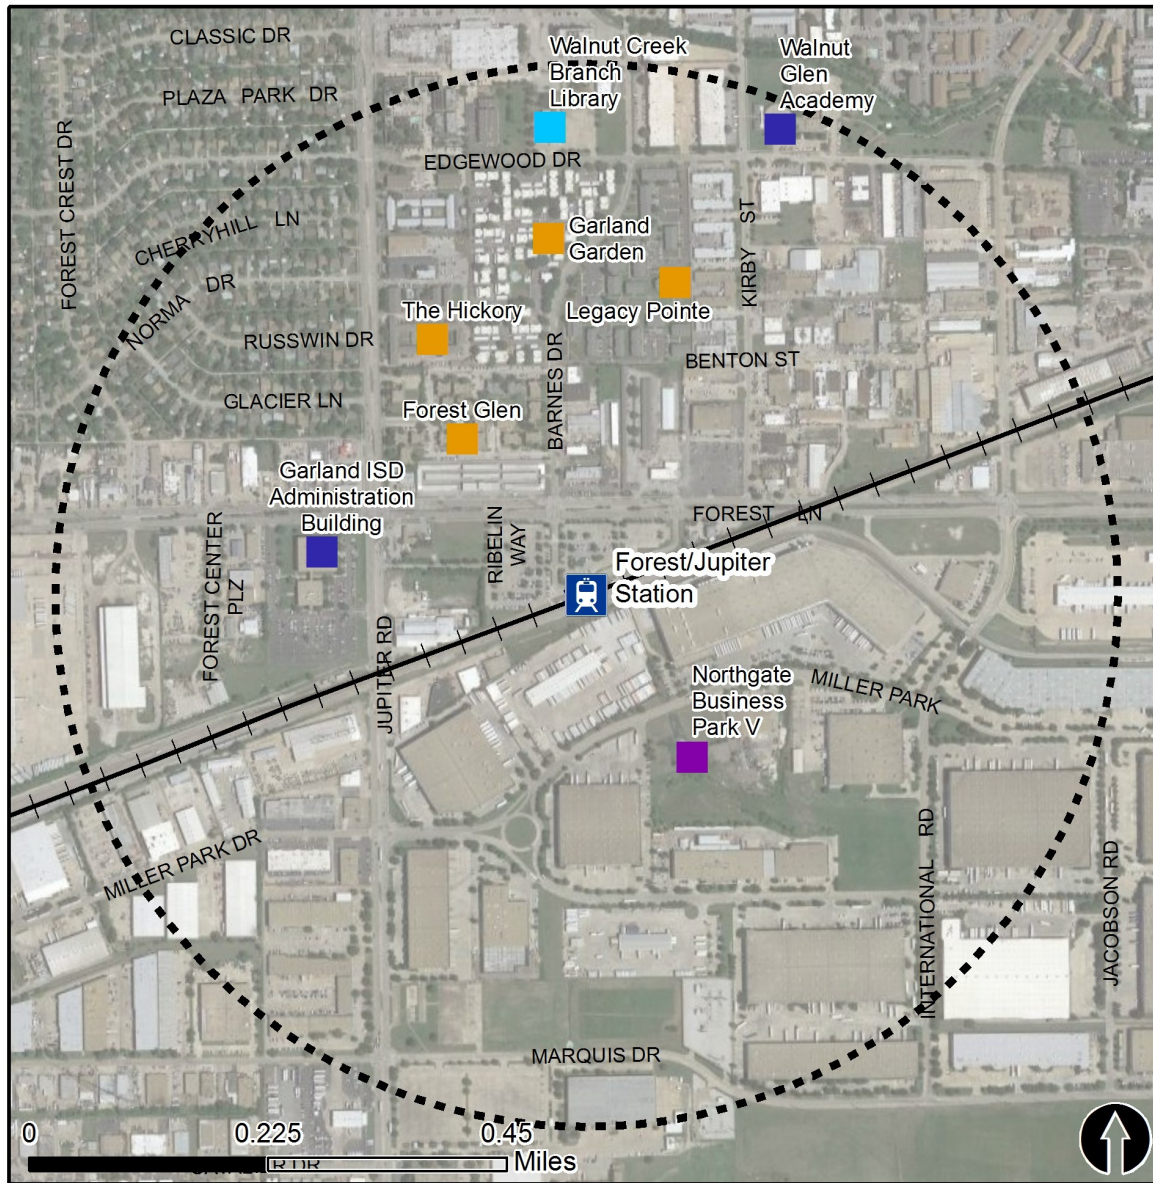 CLASSIC DR
Walnut Creek
Branch
Library
Walnut
Glen
Academy
PLAZA PARK DR
FOREST CREST DR
EDGEWOOD DR
CHERRYHILL LN
Garland
Garden
KIRBY ST
NORMA DR
The Hickory
Legacy Pointe
RUSSWIN DR
BARNES DR
BENTON ST
GLACIER LN
Forest Glen
Garland ISD
Administration
Building
FOREST LN
RIBELIN
WAY
FOREST CENTER
PLZ
Forest/Jupiter
Station
JUPITER RD
Northgate
Business
Park V
MILLER PARK
MILLER PARK DR
INTERNATIONAL RD
JACOBSON RD
MARQUIS DR
0 0.225 0.45
Miles
R DR